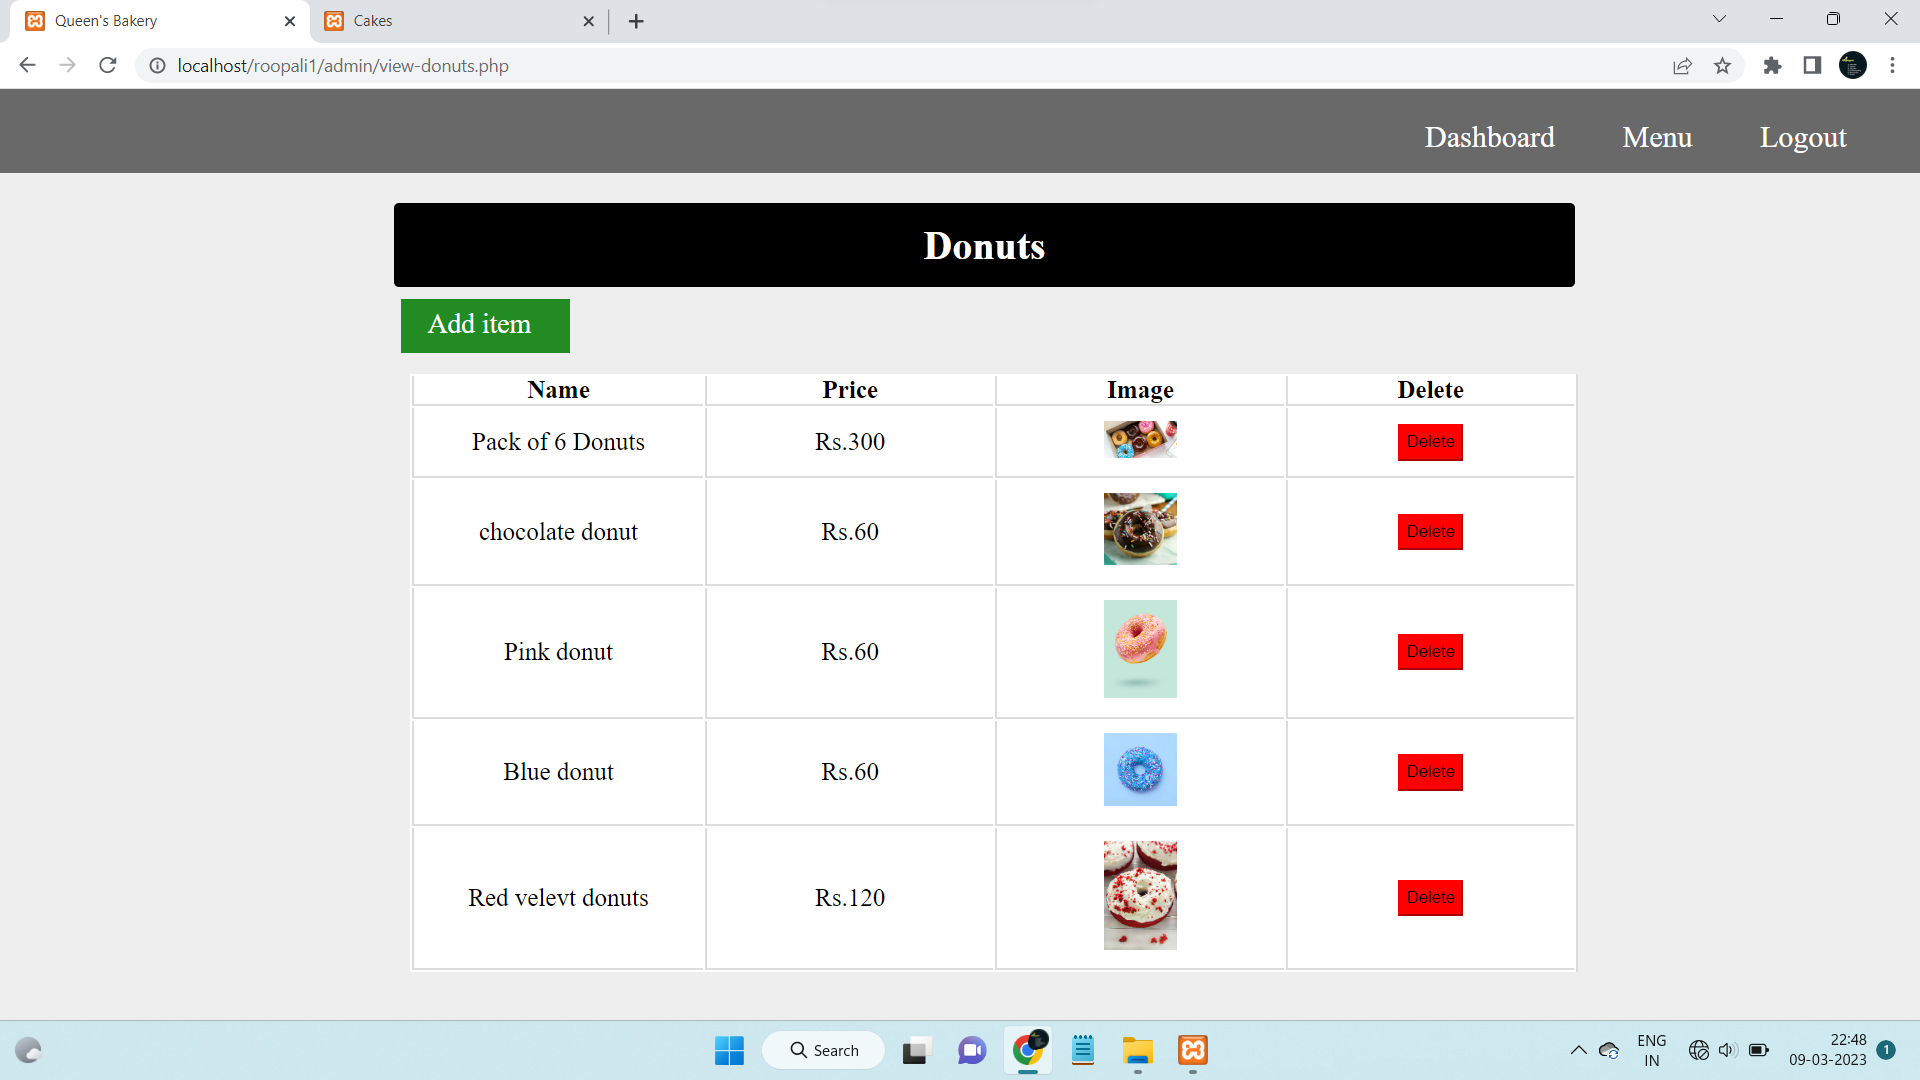 Queen's Bakery
Cakes
localhost/roopali1/admin/view-donuts.php
Dashboard Menu Logout
Donuts
Add item
Name Price Image Delete
Pack of 6 Donuts Rs.300 Delete
chocolate donut Rs.60 Delete
Pink donut Rs.60 Delete
Blue donut Rs.60 Delete
Red velevt donuts Rs.120 Delete
Search
ENG
IN
22:48
09-03-2023
1